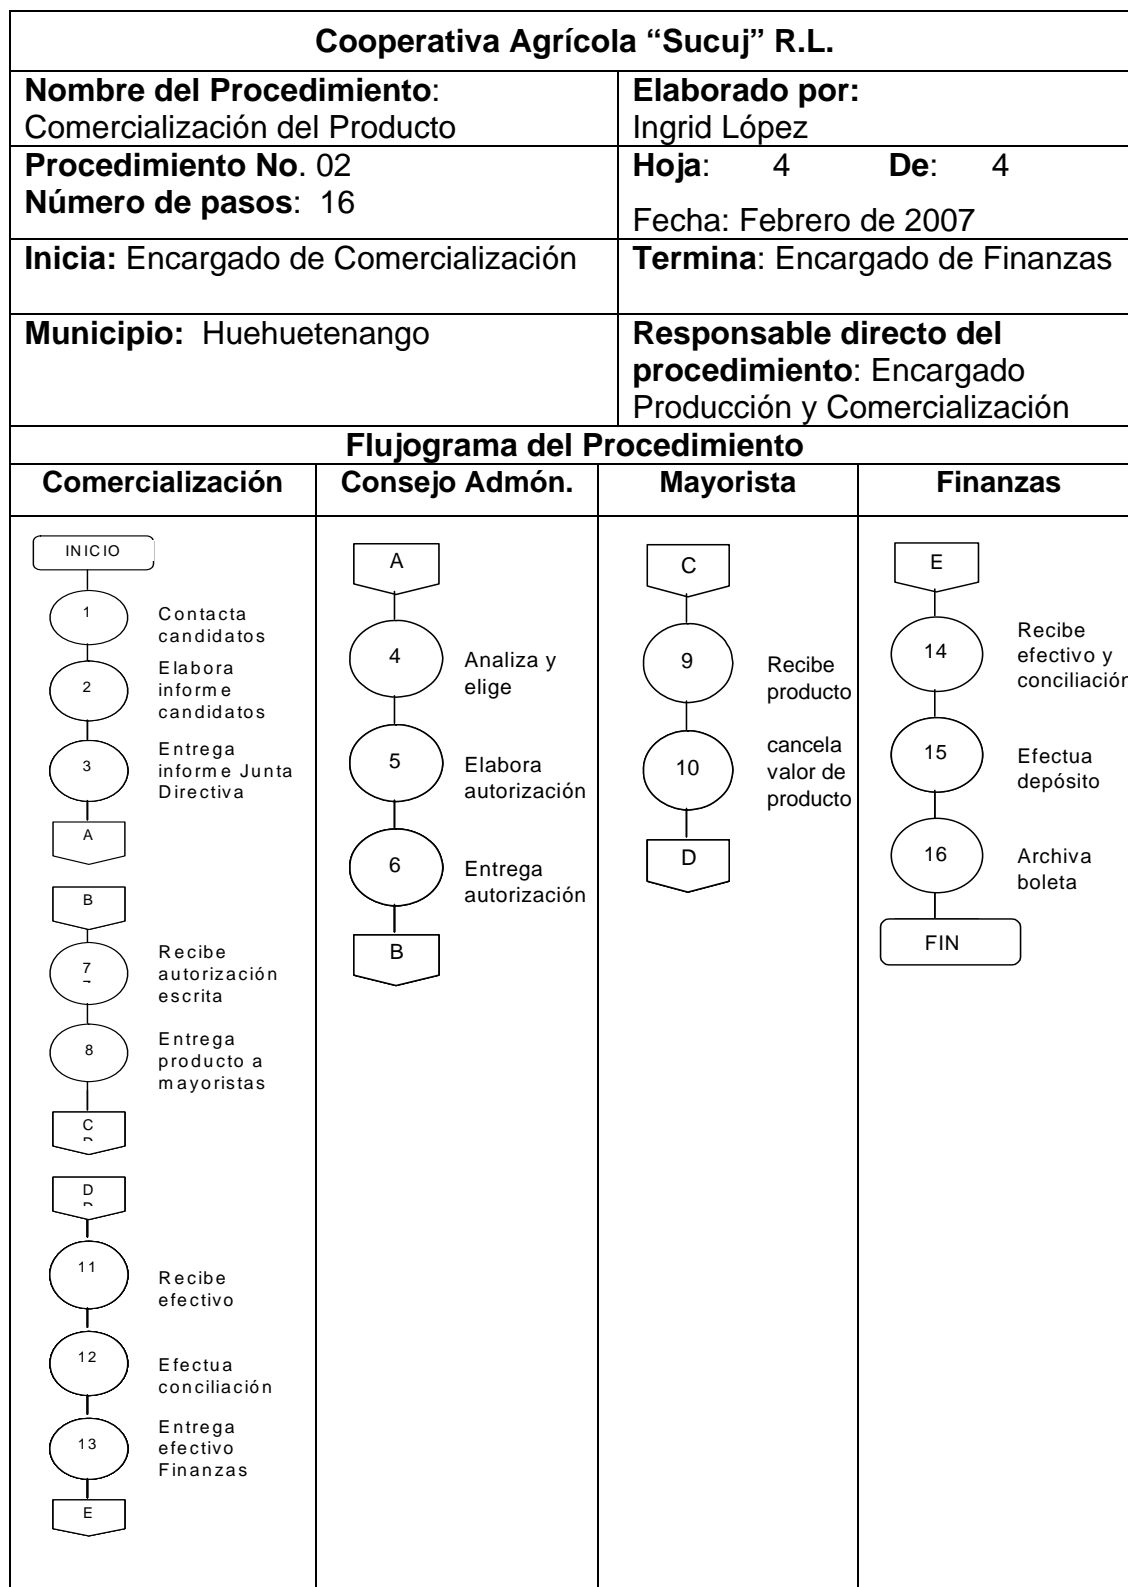 Cooperativa Agrícola “Sucuj” R.L.
Nombre del Procedimiento:
Comercialización del Producto
Elaborado por:
Ingrid López
Procedimiento No. 02
Número de pasos: 16
Hoja: 4 De: 4
Fecha: Febrero de 2007
Inicia: Encargado de Comercialización
Termina: Encargado de Finanzas
Municipio: Huehuetenango
Responsable directo del
procedimiento: Encargado
Producción y Comercialización
Flujograma del Procedimiento
Comercialización
Consejo Admón.
Mayorista
Finanzas
INICIO
1
Contacta
candidatos
2
Elabora
informe
candidatos
3
Entrega
informe Junta
Directiva
A
B
7
Recibe
autorización
escrita
8
Entrega
producto a
mayoristas
C
D
11
Recibe
efectivo
12
Efectua
conciliación
13
Entrega
efectivo
Finanzas
E
A
4
Analiza y
elige
5
Elabora
autorización
6
Entrega
autorización
B
C
9
Recibe
producto
10
cancela
valor de
producto
D
E
14
Recibe
efectivo y
conciliación
15
Efectua
depósito
16
Archiva
boleta
FIN